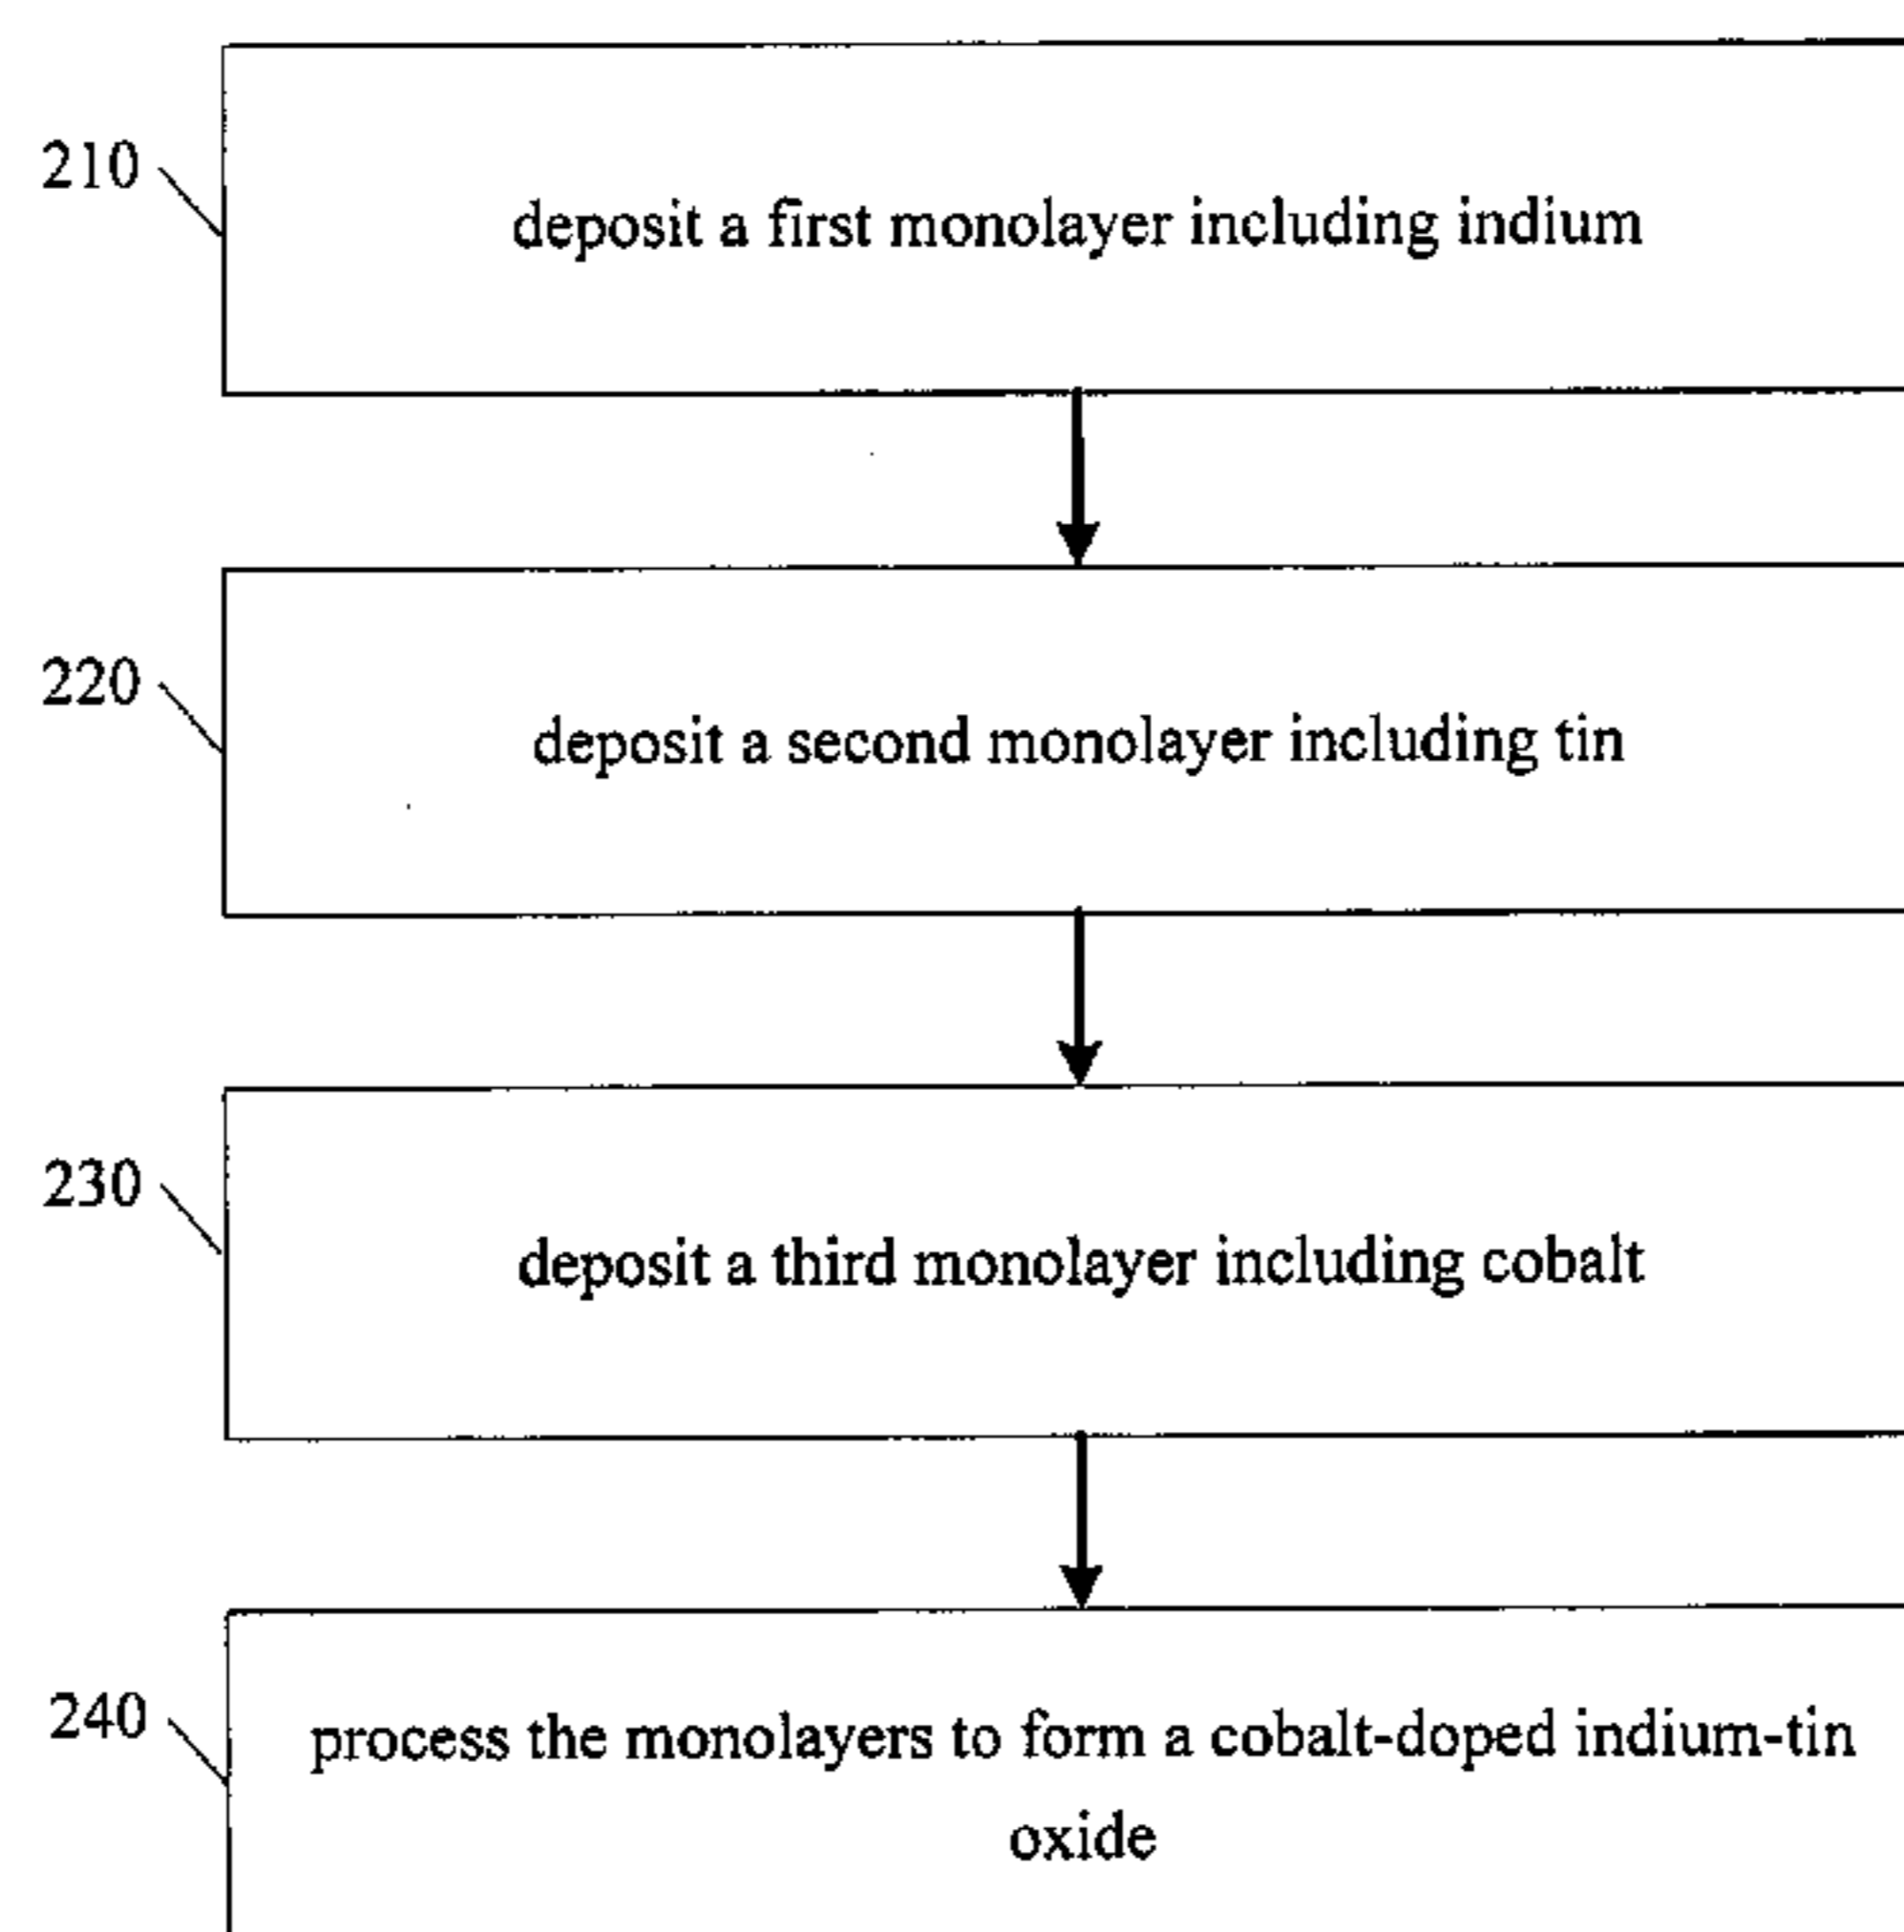 210
deposit a first monolayer including indium
220
deposit a second monolayer including tin
230
deposit a third monolayer including cobalt
240
process the monolayers to form a cobalt-doped indium-tin
oxide